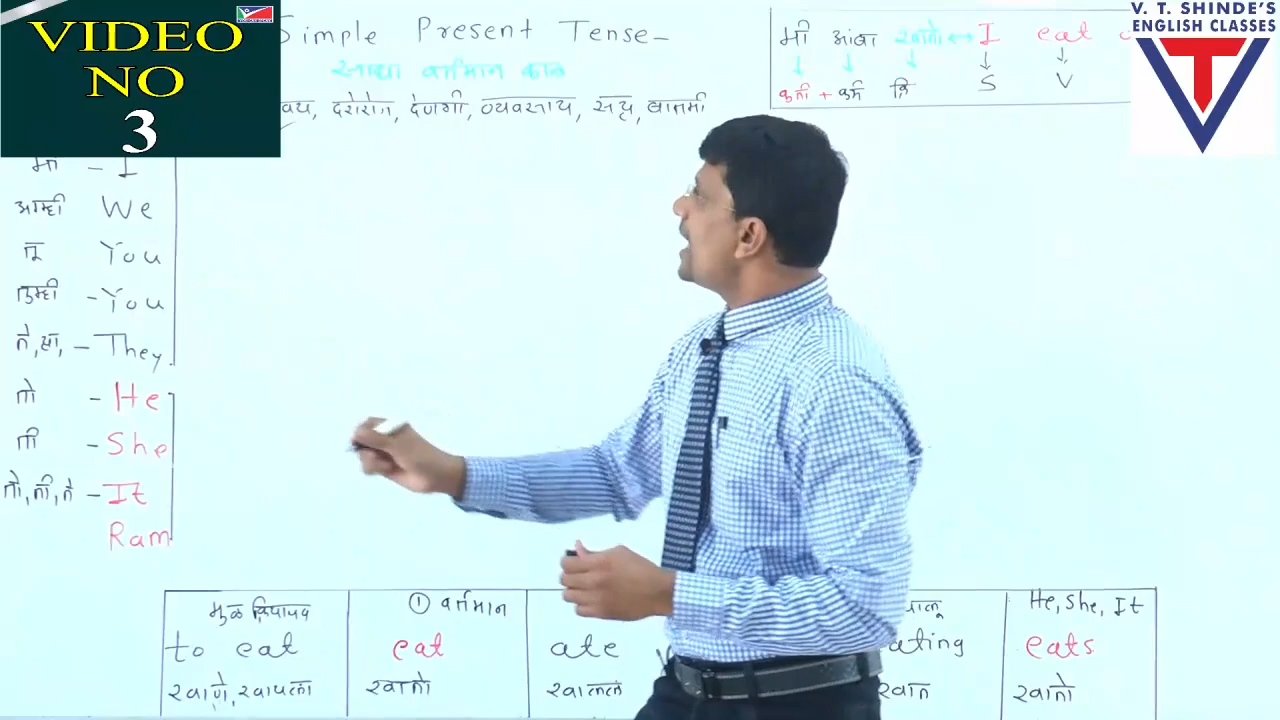 VIDEO
NO
3
Simple Present Tense-
साधा वर्तमान काळ
दररोज, देणगी, व्यवसाय, सत्य, बातमी
मी आंबा खातो ↔ I eat
↓ ↓ ↓ ↓ ↓
कर्ता + कर्म क्रि S V
V. T. SHINDE'S
ENGLISH CLASSES
मी - I
आम्ही We
तू You
तुम्ही - You
ते, त्या, - They
तो - He
ती - She
तो, ती, ते - It
Ram
मुळ क्रियापद ① वर्तमान He, She, It
to eat eat ate ating eats
खाणे, खायला खातो खाल्ले खात खातो